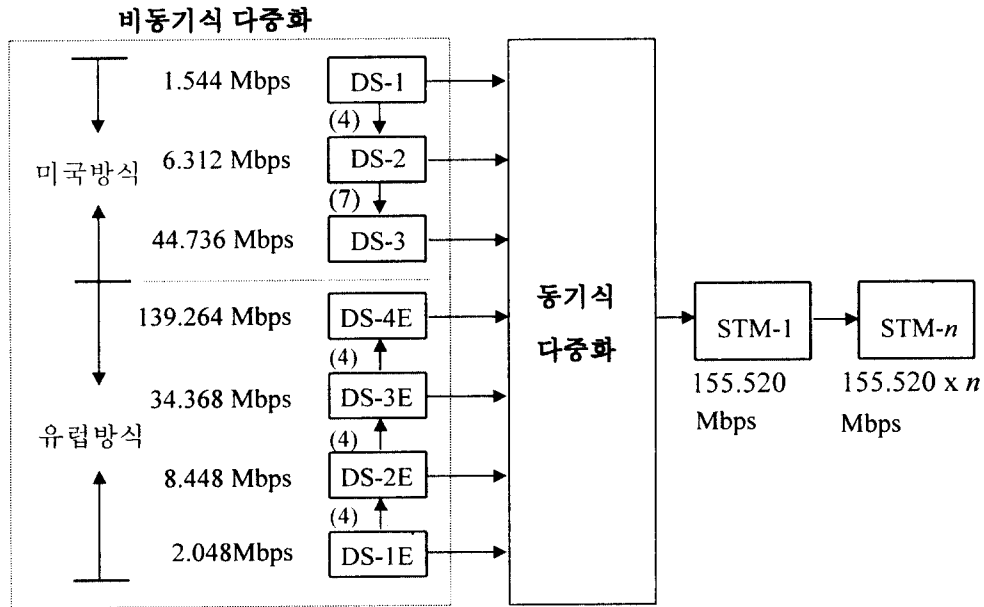 비동기식 다중화
1.544 Mbps
DS-1
(4)
미국방식
6.312 Mbps
DS-2
(7)
44.736 Mbps
DS-3
139.264 Mbps
DS-4E
(4)
34.368 Mbps
DS-3E
유럽방식
(4)
8.448 Mbps
DS-2E
(4)
2.048Mbps
DS-1E
동기식
다중화
STM-1
155.520
Mbps
STM-n
155.520 x n
Mbps